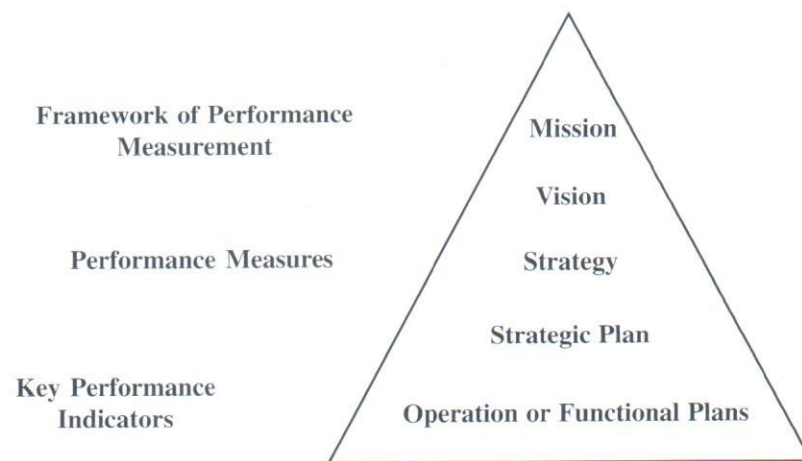 Framework of Performance
Measurement
Mission
Vision
Performance Measures
Strategy
Strategic Plan
Key Performance
Indicators
Operation or Functional Plans